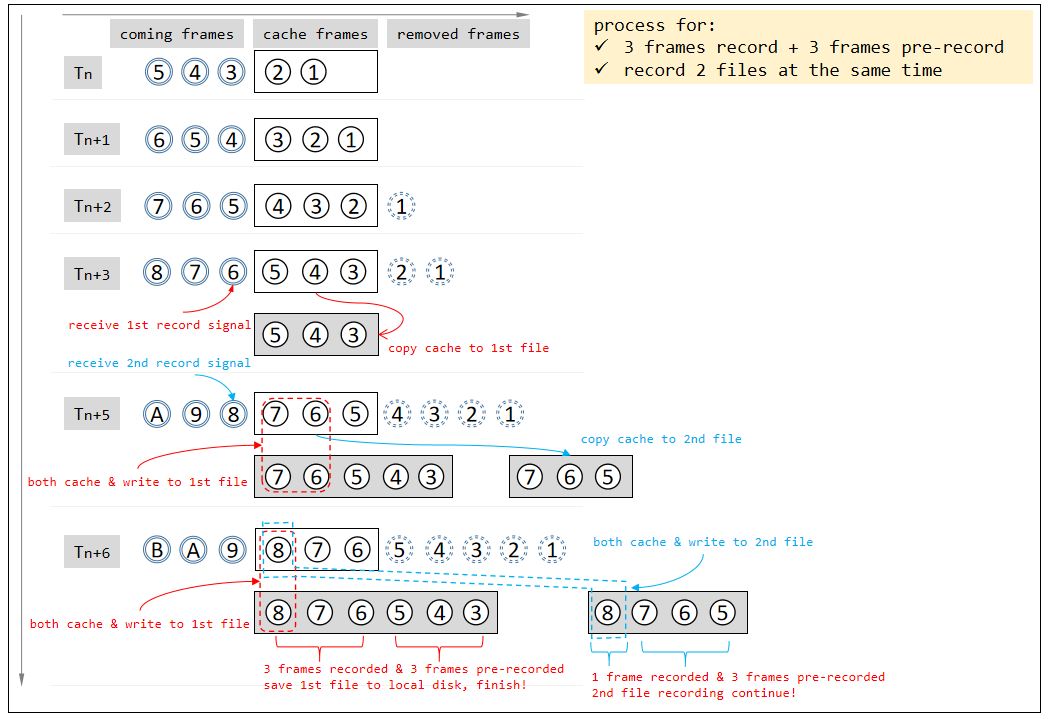 coming frames cache frames removed frames
process for:
✓ 3 frames record + 3 frames pre-record
✓ record 2 files at the same time
Tn 5 4 3 2 1
Tn+1 6 5 4 3 2 1
Tn+2 7 6 5 4 3 2 1
Tn+3 8 7 6 5 4 3 2 1
receive 1st record signal
5 4 3
copy cache to 1st file
receive 2nd record signal
Tn+5 A 9 8 7 6 5 4 3 2 1
copy cache to 2nd file
both cache & write to 1st file
7 6 5 4 3 7 6 5
Tn+6 B A 9 8 7 6 5 4 3 2 1
both cache & write to 2nd file
both cache & write to 1st file
8 7 6 5 4 3 8 7 6 5
3 frames recorded & 3 frames pre-recorded
save 1st file to local disk, finish!
1 frame recorded & 3 frames pre-recorded
2nd file recording continue!